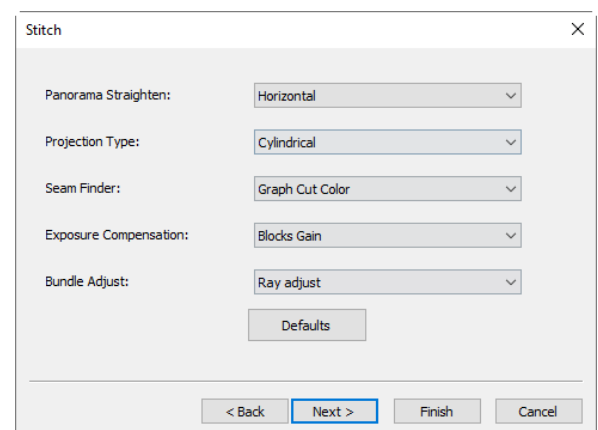 Stitch
Panorama Straighten: Horizontal
Projection Type: Cylindrical
Seam Finder: Graph Cut Color
Exposure Compensation: Blocks Gain
Bundle Adjust: Ray adjust
Defaults
< Back Next > Finish Cancel